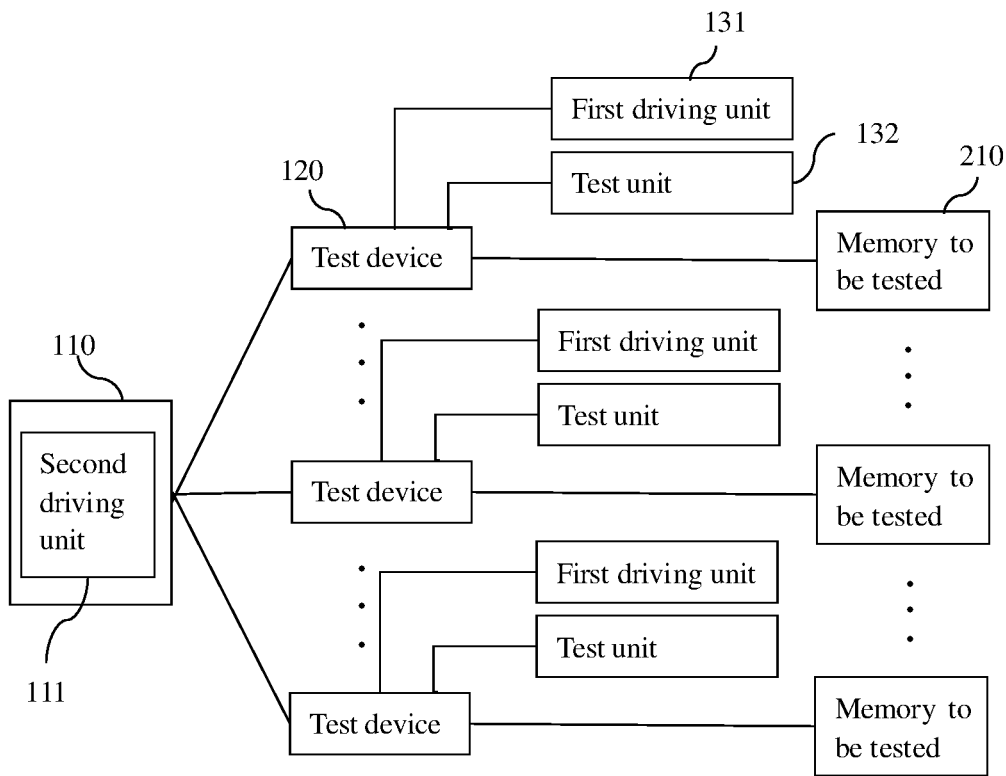 131
First driving unit
132
Test unit
120
210
Test device
Memory to
be tested
First driving unit
110
Test unit
Second
driving
unit
Test device
Memory to
be tested
First driving unit
111
Test unit
Test device
Memory to
be tested